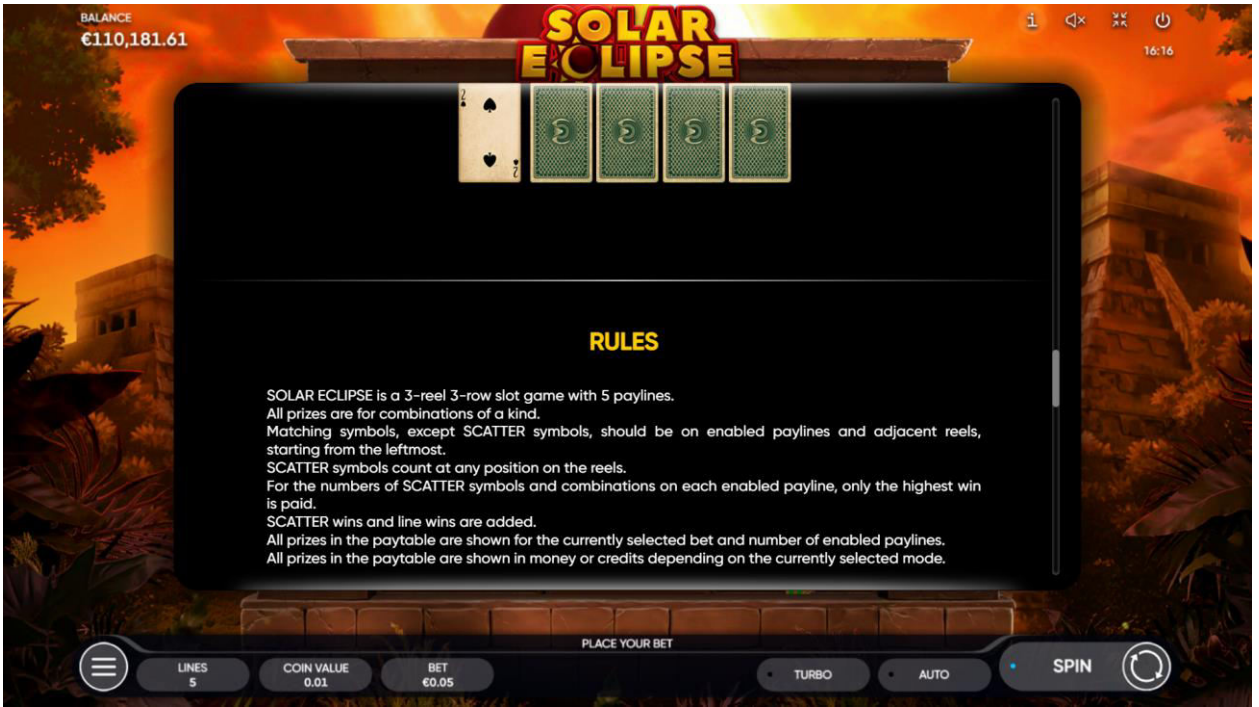 BALANCE
€110,181.61
SOLAR
ECLIPSE
16:16
2
2
RULES
SOLAR ECLIPSE is a 3-reel 3-row slot game with 5 paylines.
All prizes are for combinations of a kind.
Matching symbols, except SCATTER symbols, should be on enabled paylines and adjacent reels,
starting from the leftmost.
SCATTER symbols count at any position on the reels.
For the numbers of SCATTER symbols and combinations on each enabled payline, only the highest win
is paid.
SCATTER wins and line wins are added.
All prizes in the paytable are shown for the currently selected bet and number of enabled paylines.
All prizes in the paytable are shown in money or credits depending on the currently selected mode.
PLACE YOUR BET
LINES
5
COIN VALUE
0.01
BET
€0.05
TURBO
AUTO
SPIN